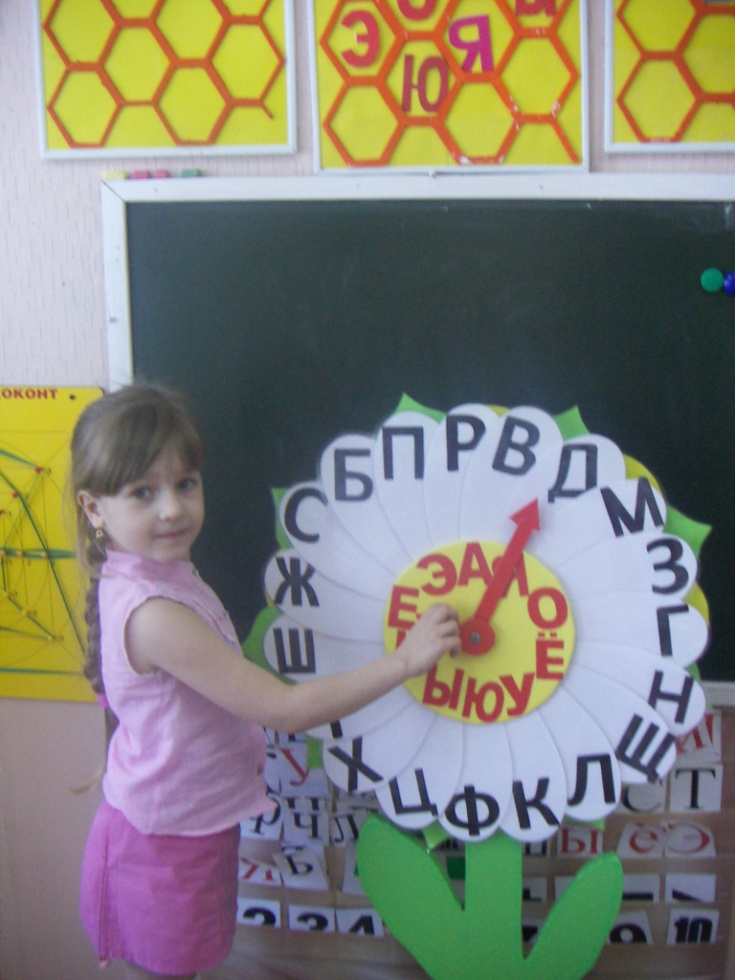 Э Ю Я
ОКОНТ
С Б П Р В Д М З Г Н Щ Л К Ф Ц Х Ш Ж
Е Э А Я О Ё У Ю Ы
У
Ф Ч Л
С Т
Ы Ё Э
Я Ь
2 3 4
9 10